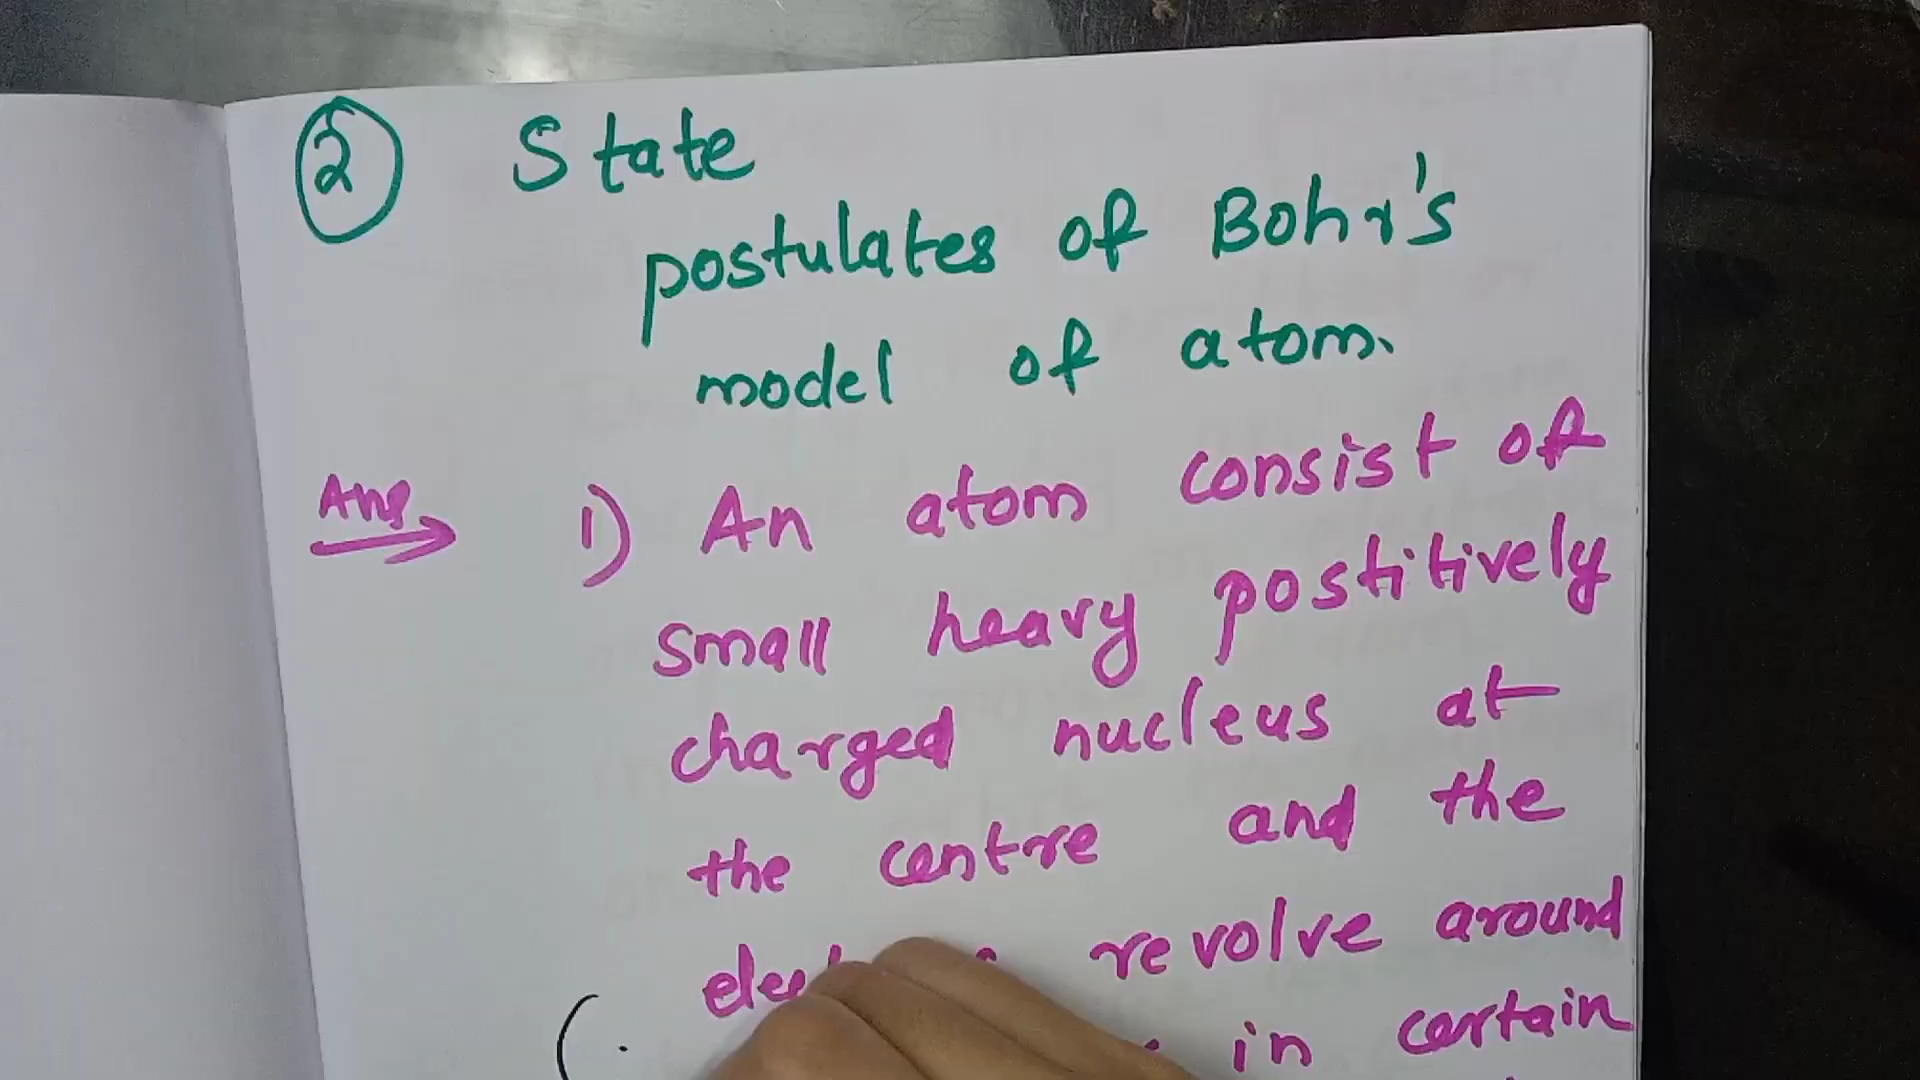 2 State
postulates of Bohr's
model of atom.
Ans 1) An atom consist of
small heavy postitively
charged nucleus at
the centre and the
revolve around
in certain